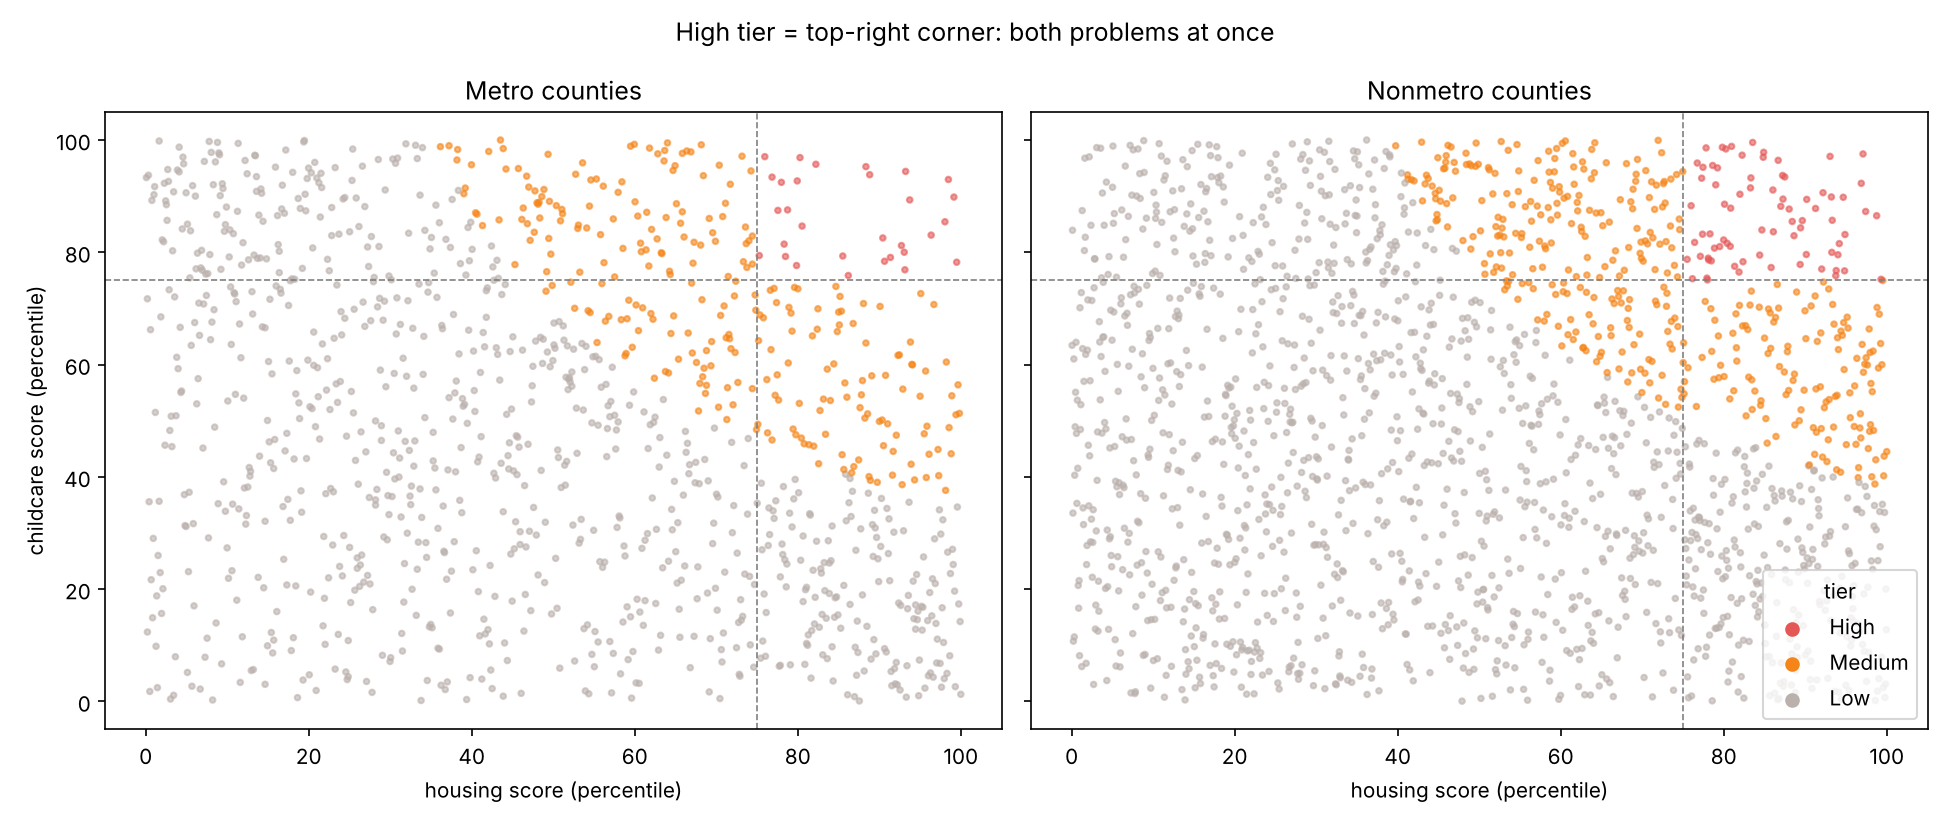 High tier = top-right corner: both problems at once
Metro counties
Nonmetro counties
childcare score (percentile)
100
80
60
40
20
0
0 20 40 60 80 100
0 20 40 60 80 100
housing score (percentile)
housing score (percentile)
tier
High
Medium
Low